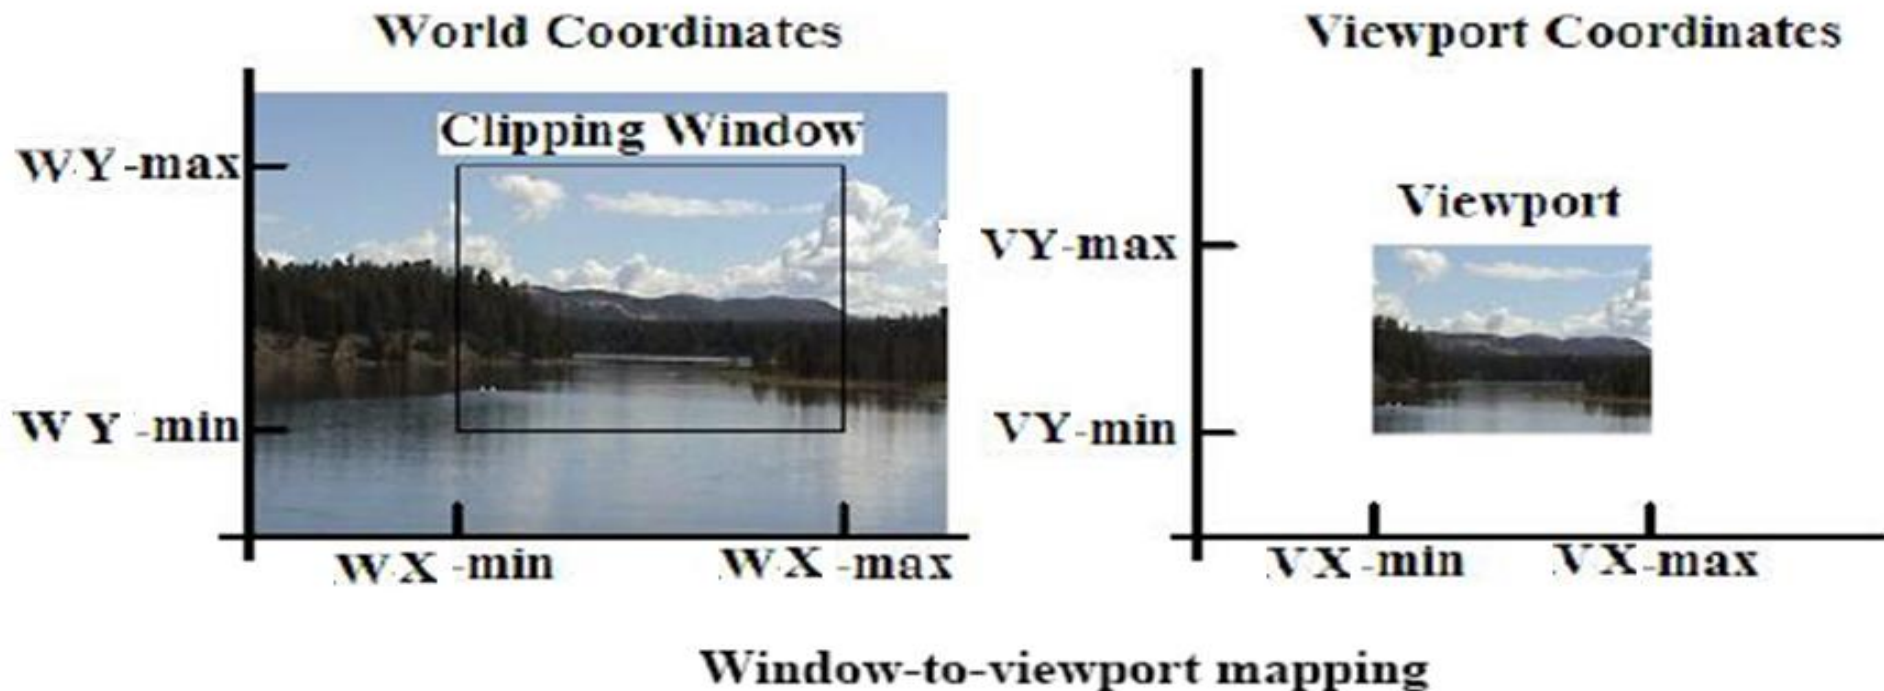 World Coordinates
Viewport Coordinates
Clipping Window
WY-max
Viewport
VY-max
WY-min
VY-min
WX-min
WX-max
VX-min
VX-max
Window-to-viewport mapping